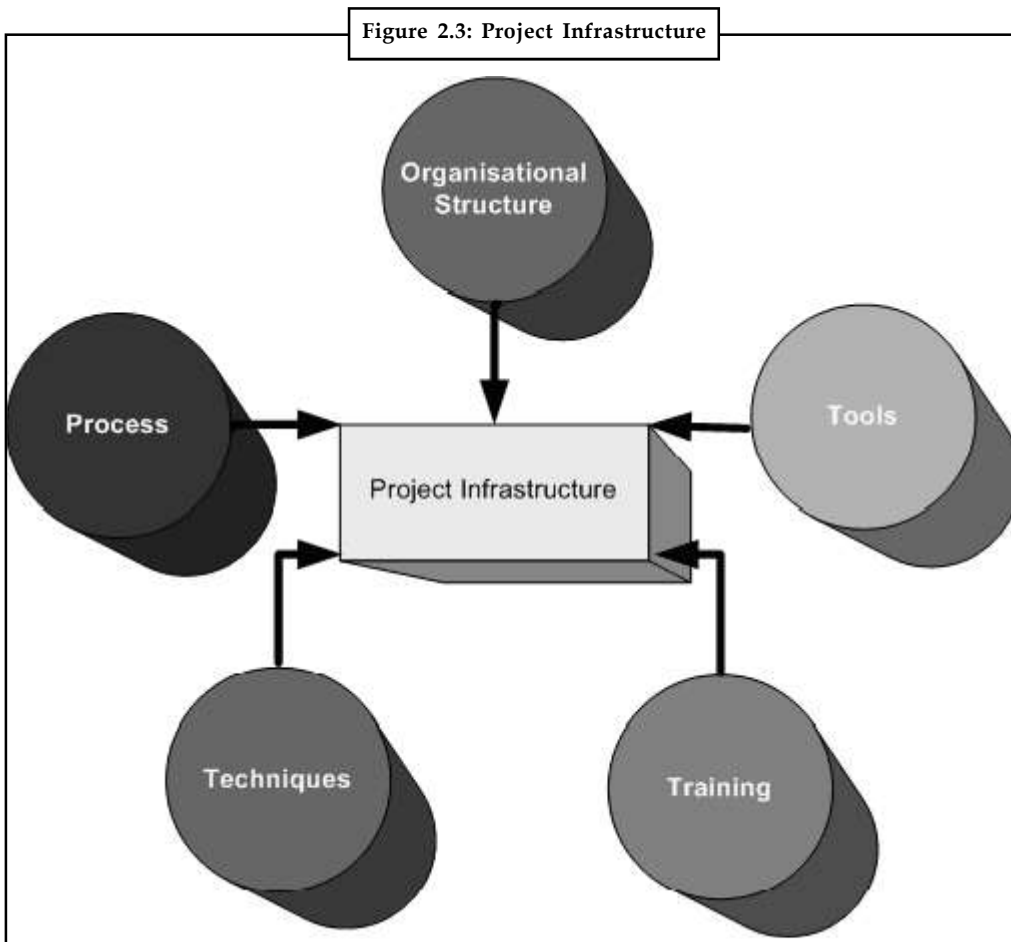 Figure 2.3: Project Infrastructure
Organisational
Structure
Process
Tools
Project Infrastructure
Techniques
Training